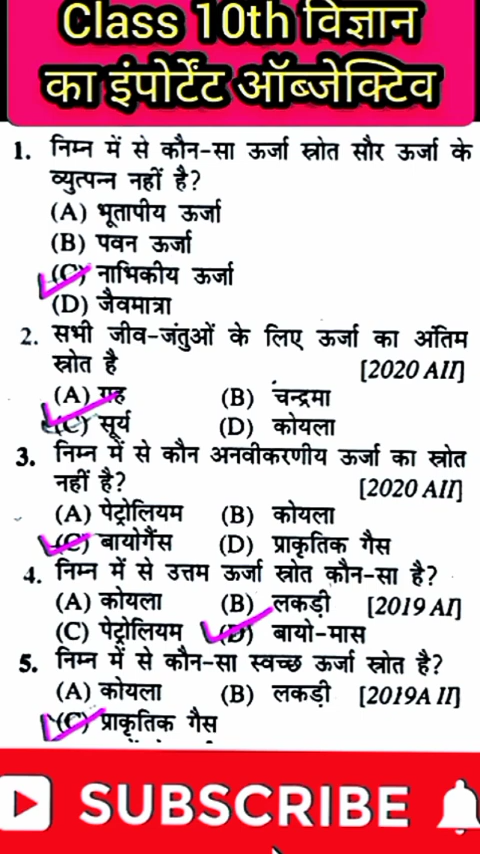 Class 10th विज्ञान
का इंपोर्टेंट ऑब्जेक्टिव
1. निम्न में से कौन-सा ऊर्जा स्रोत सौर ऊर्जा के
व्युत्पन्न नहीं है?
(A) भूतापीय ऊर्जा
(B) पवन ऊर्जा
(C) नाभिकीय ऊर्जा
(D) जैवमात्रा
2. सभी जीव-जंतुओं के लिए ऊर्जा का अंतिम
स्रोत है [2020 AII]
(A) ग्रह (B) चन्द्रमा
(C) सूर्य (D) कोयला
3. निम्न में से कौन अनवीकरणीय ऊर्जा का स्रोत
नहीं है? [2020 AII]
(A) पेट्रोलियम (B) कोयला
(C) बायोगैस (D) प्राकृतिक गैस
4. निम्न में से उत्तम ऊर्जा स्रोत कौन-सा है?
(A) कोयला (B) लकड़ी [2019 AI]
(C) पेट्रोलियम (D) बायो-मास
5. निम्न में से कौन-सा स्वच्छ ऊर्जा स्रोत है?
(A) कोयला (B) लकड़ी [2019A II]
(C) प्राकृतिक गैस
SUBSCRIBE